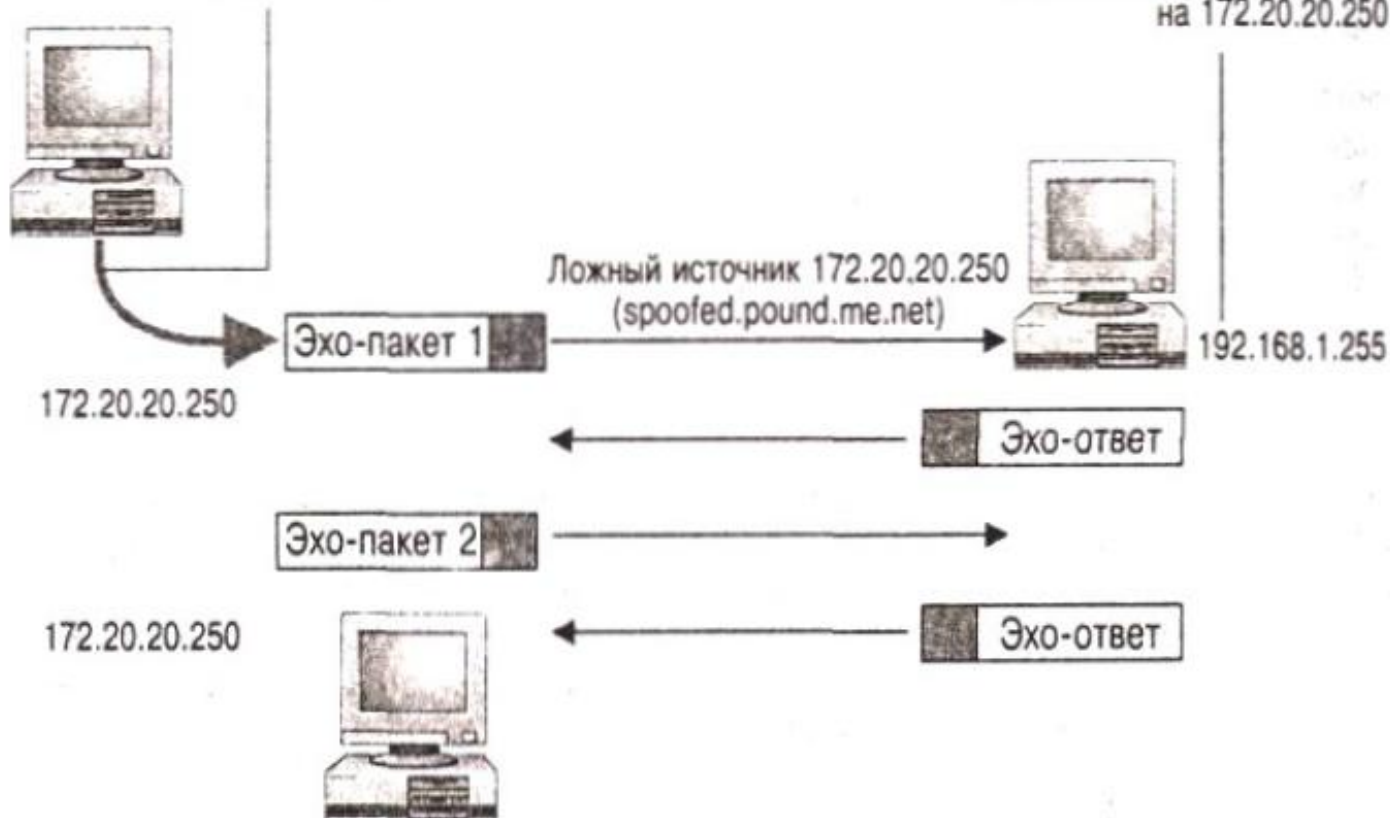 на 172.20.20.250
Ложный источник 172.20.20.250
(spoofed.pound.me.net)
Эхо-пакет 1
192.168.1.255
172.20.20.250
Эхо-ответ
Эхо-пакет 2
172.20.20.250
Эхо-ответ